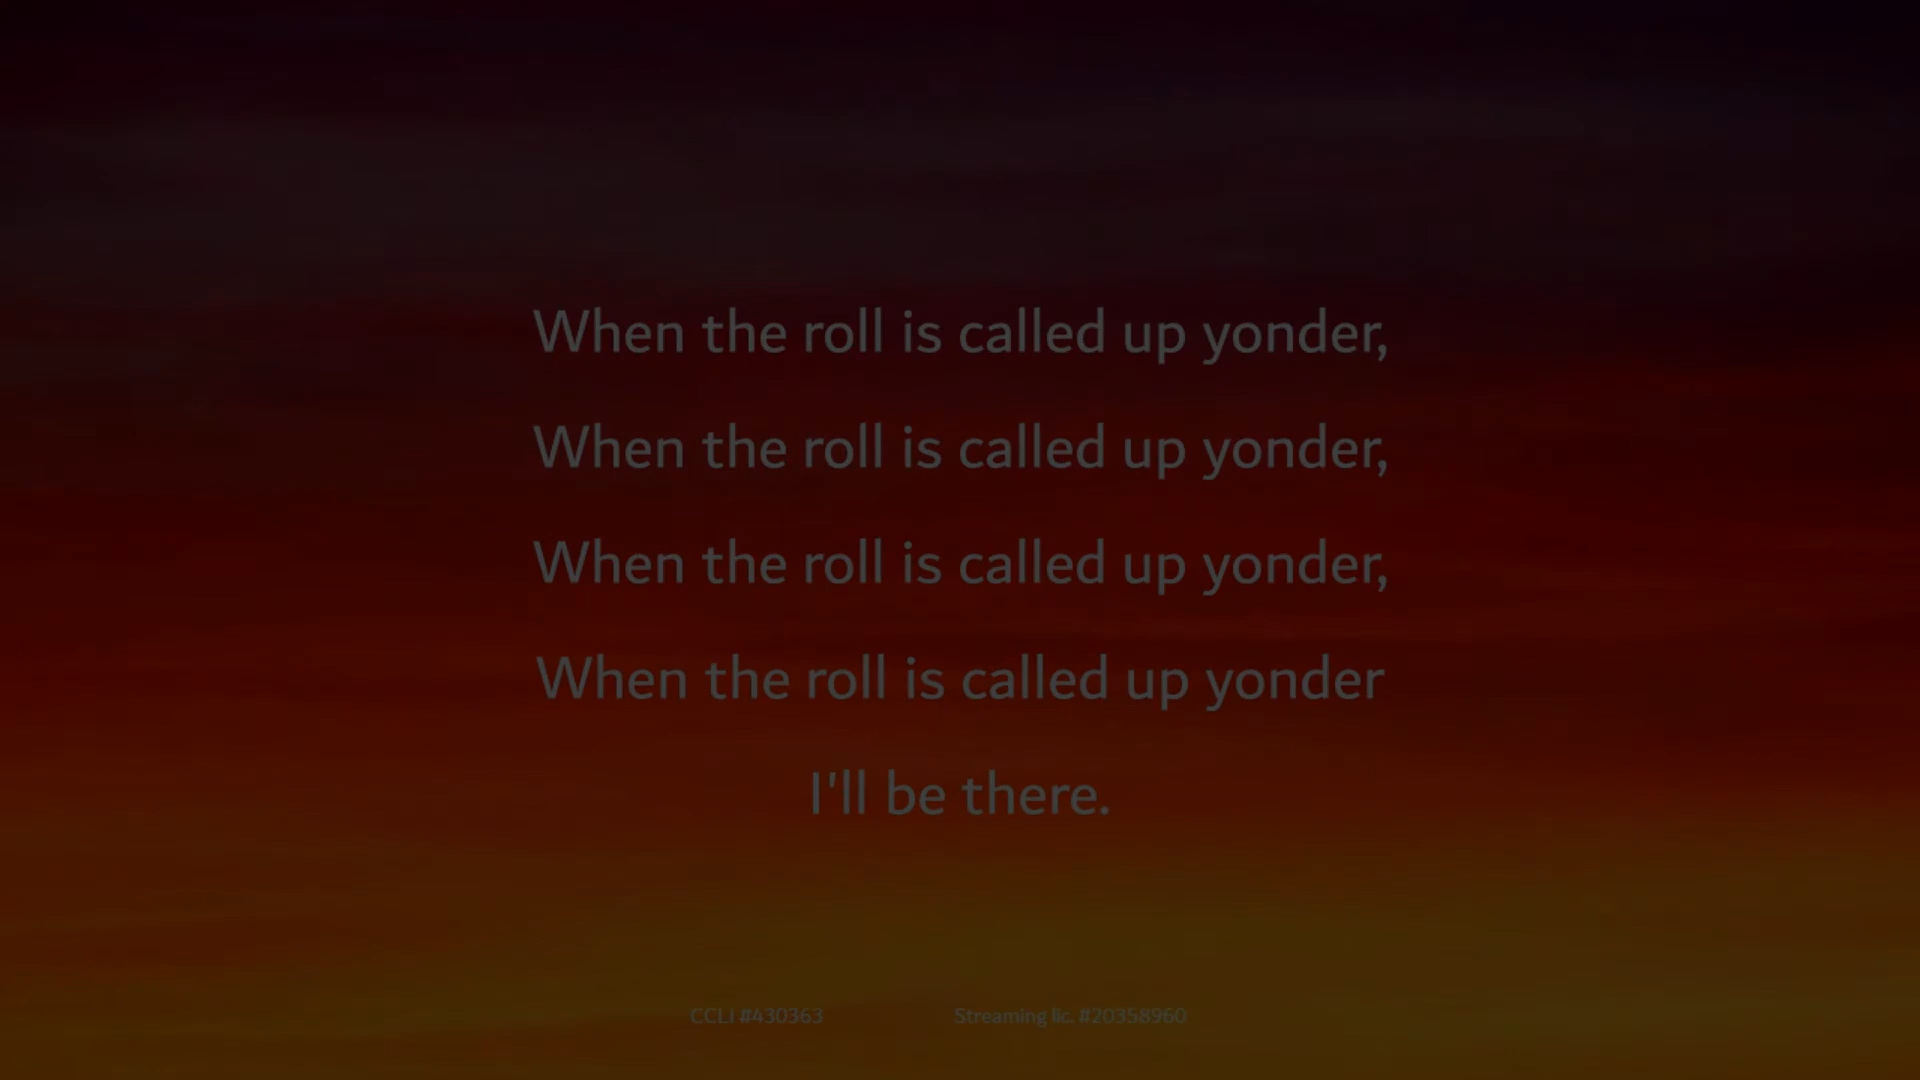 When the roll is called up yonder,
When the roll is called up yonder,
When the roll is called up yonder,
When the roll is called up yonder
I'll be there.
CCLI #430363 Streaming lic. #20358960